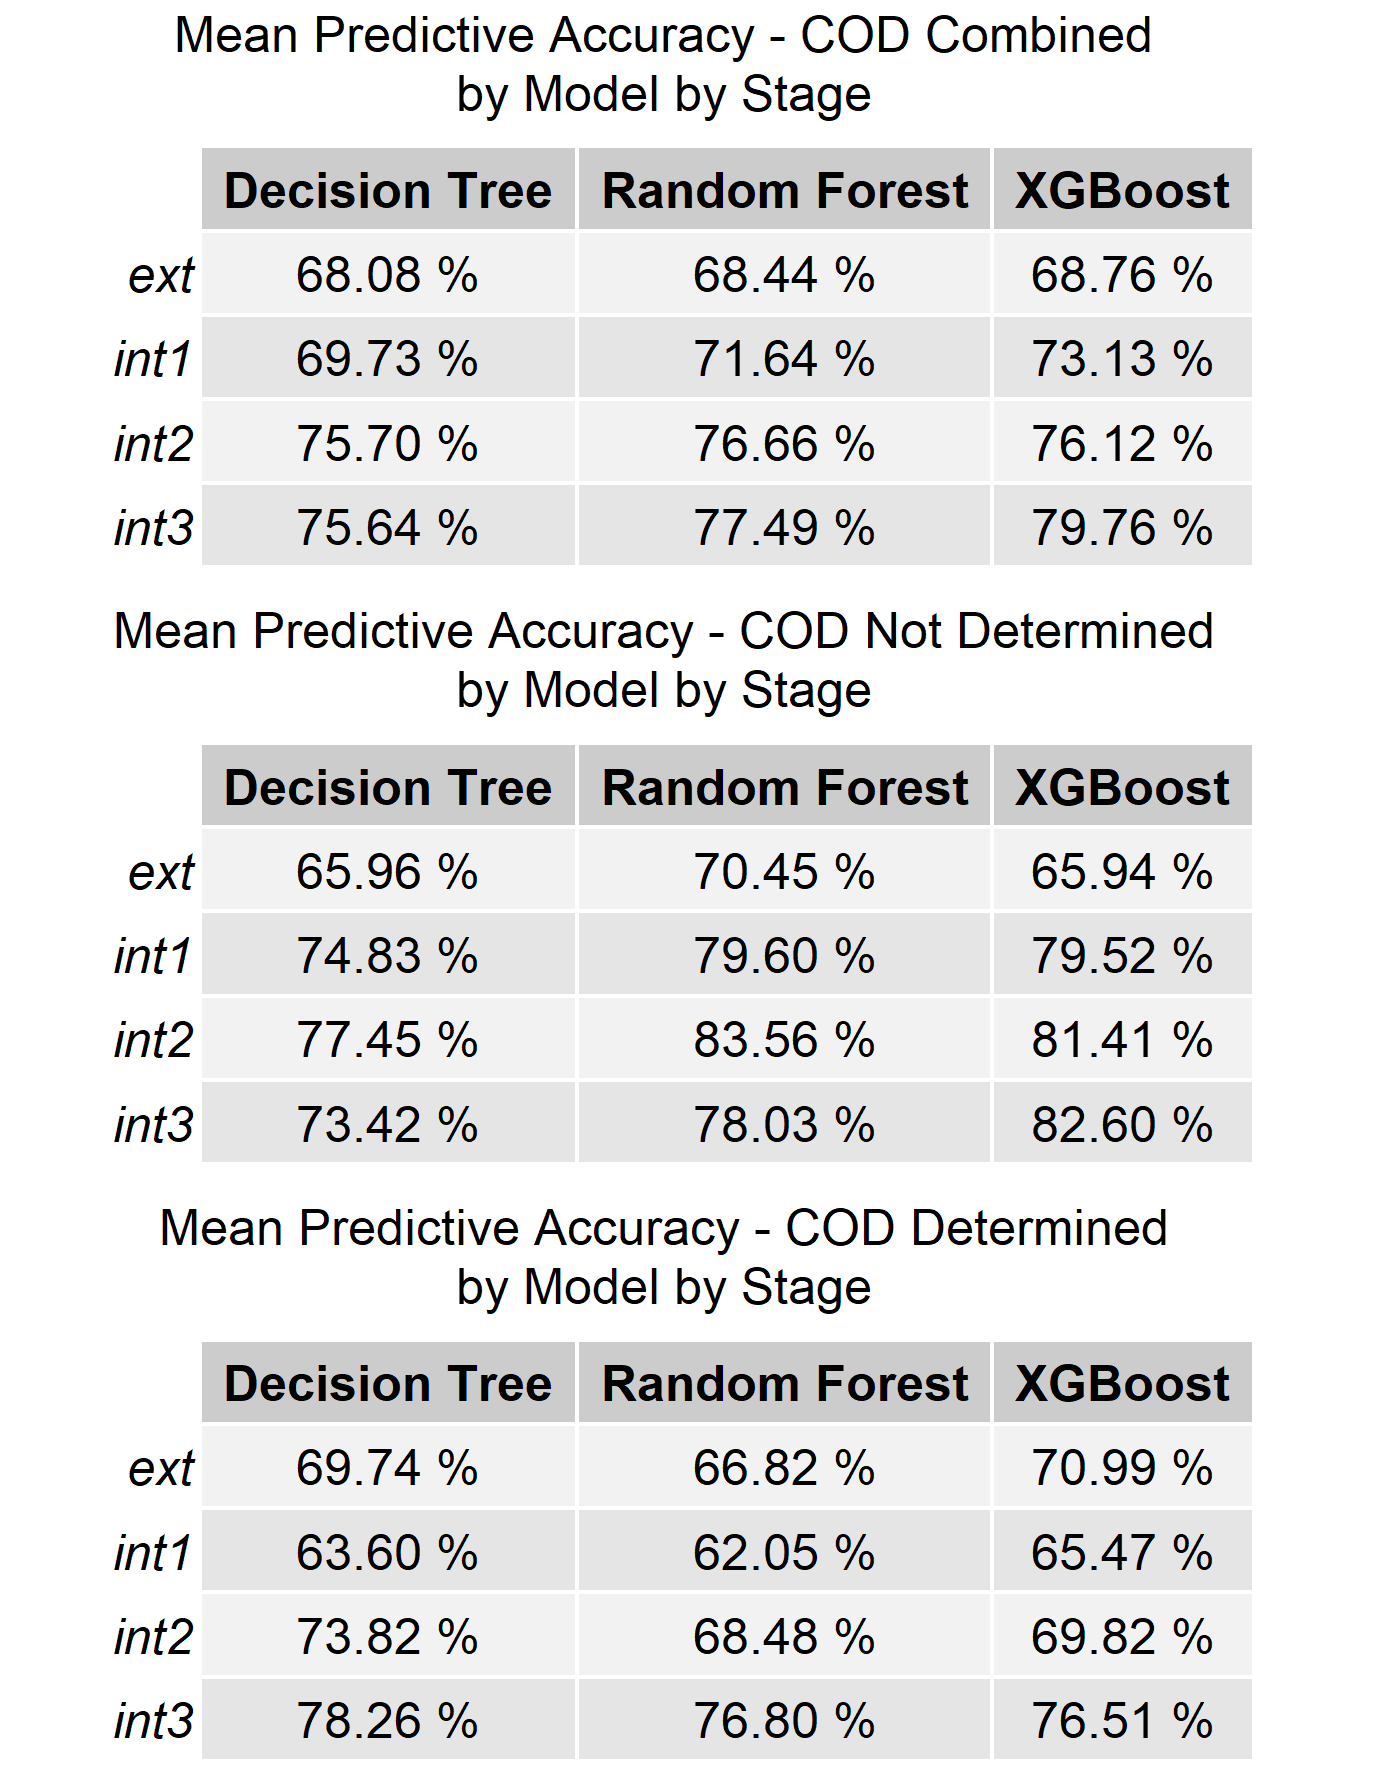 Mean Predictive Accuracy - COD Combined
by Model by Stage
Decision Tree Random Forest XGBoost
ext 68.08 % 68.44 % 68.76 %
int1 69.73 % 71.64 % 73.13 %
int2 75.70 % 76.66 % 76.12 %
int3 75.64 % 77.49 % 79.76 %
Mean Predictive Accuracy - COD Not Determined
by Model by Stage
Decision Tree Random Forest XGBoost
ext 65.96 % 70.45 % 65.94 %
int1 74.83 % 79.60 % 79.52 %
int2 77.45 % 83.56 % 81.41 %
int3 73.42 % 78.03 % 82.60 %
Mean Predictive Accuracy - COD Determined
by Model by Stage
Decision Tree Random Forest XGBoost
ext 69.74 % 66.82 % 70.99 %
int1 63.60 % 62.05 % 65.47 %
int2 73.82 % 68.48 % 69.82 %
int3 78.26 % 76.80 % 76.51 %